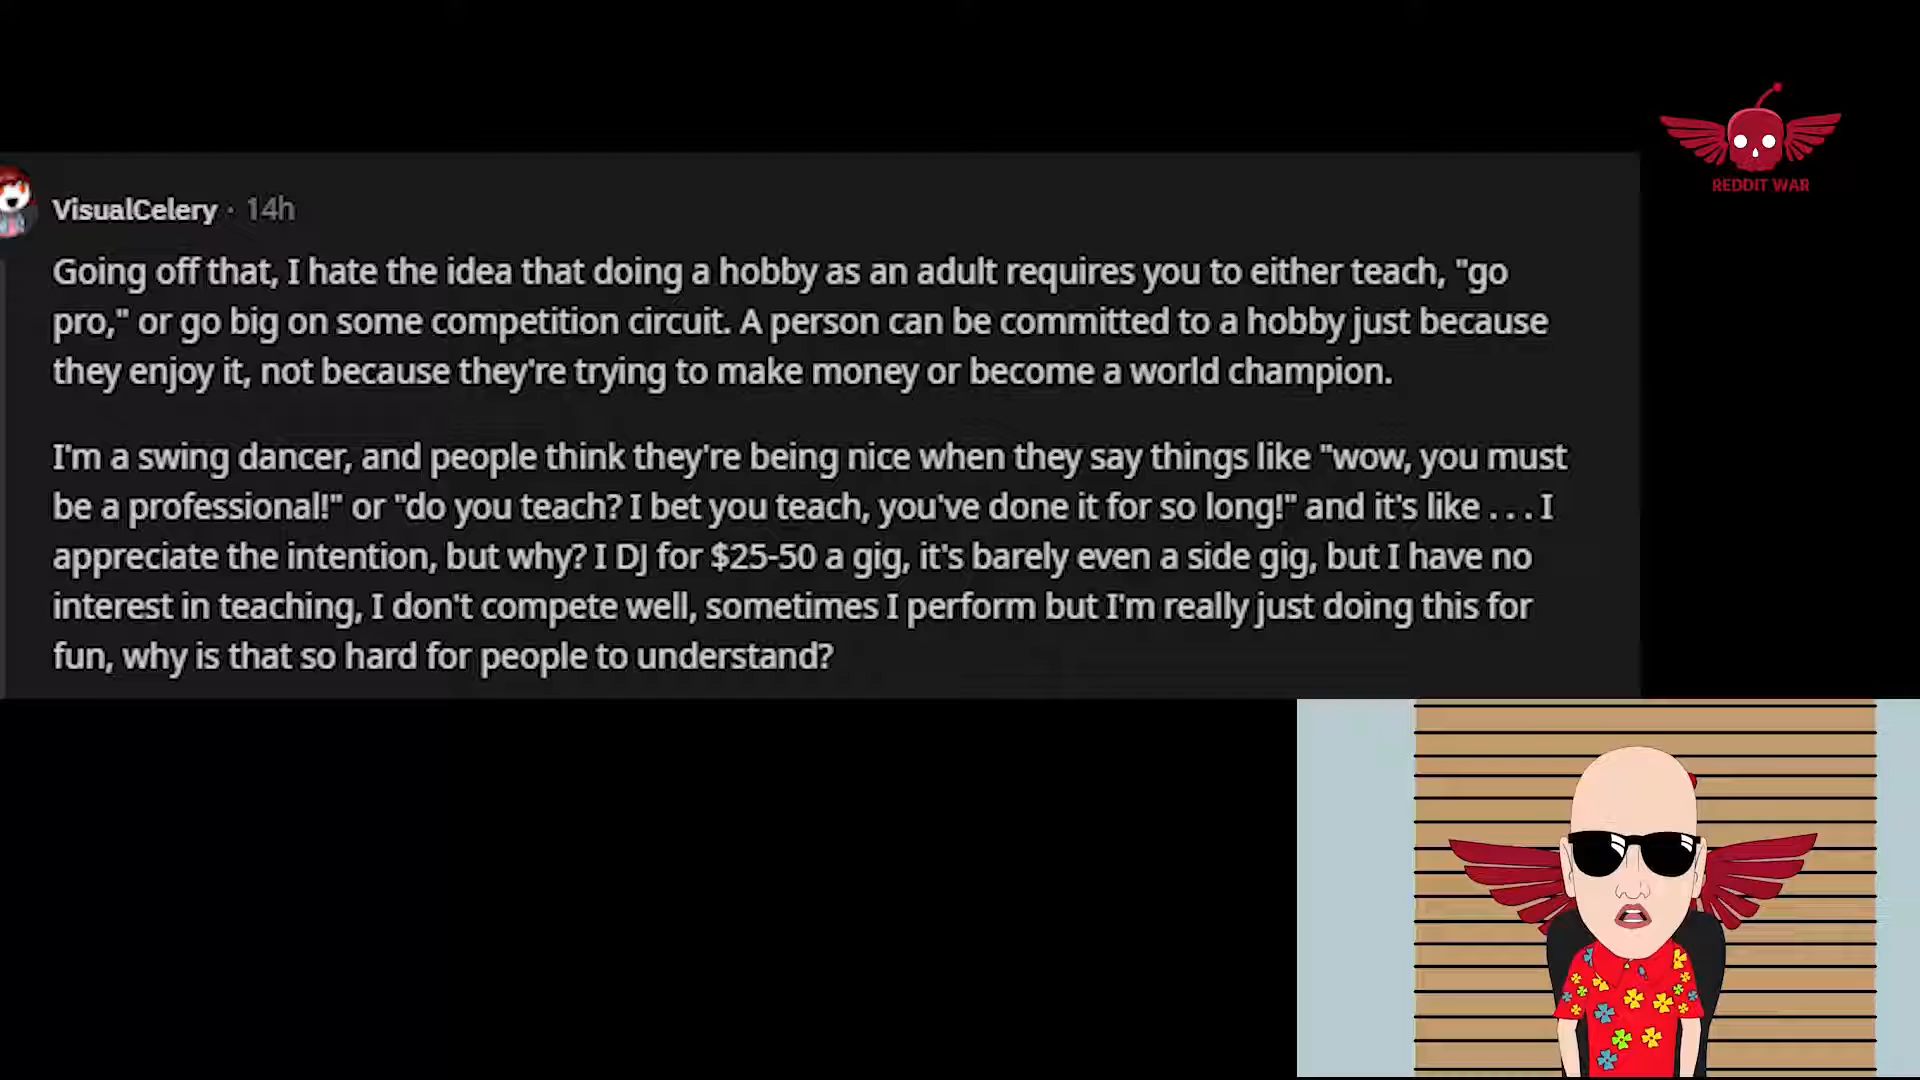 REDDIT WAR
VisualCelery · 14h
Going off that, I hate the idea that doing a hobby as an adult requires you to either teach, "go
pro," or go big on some competition circuit. A person can be committed to a hobby just because
they enjoy it, not because they're trying to make money or become a world champion.
I'm a swing dancer, and people think they're being nice when they say things like "wow, you must
be a professional!" or "do you teach? I bet you teach, you've done it for so long!" and it's like . . . I
appreciate the intention, but why? I DJ for $25-50 a gig, it's barely even a side gig, but I have no
interest in teaching, I don't compete well, sometimes I perform but I'm really just doing this for
fun, why is that so hard for people to understand?